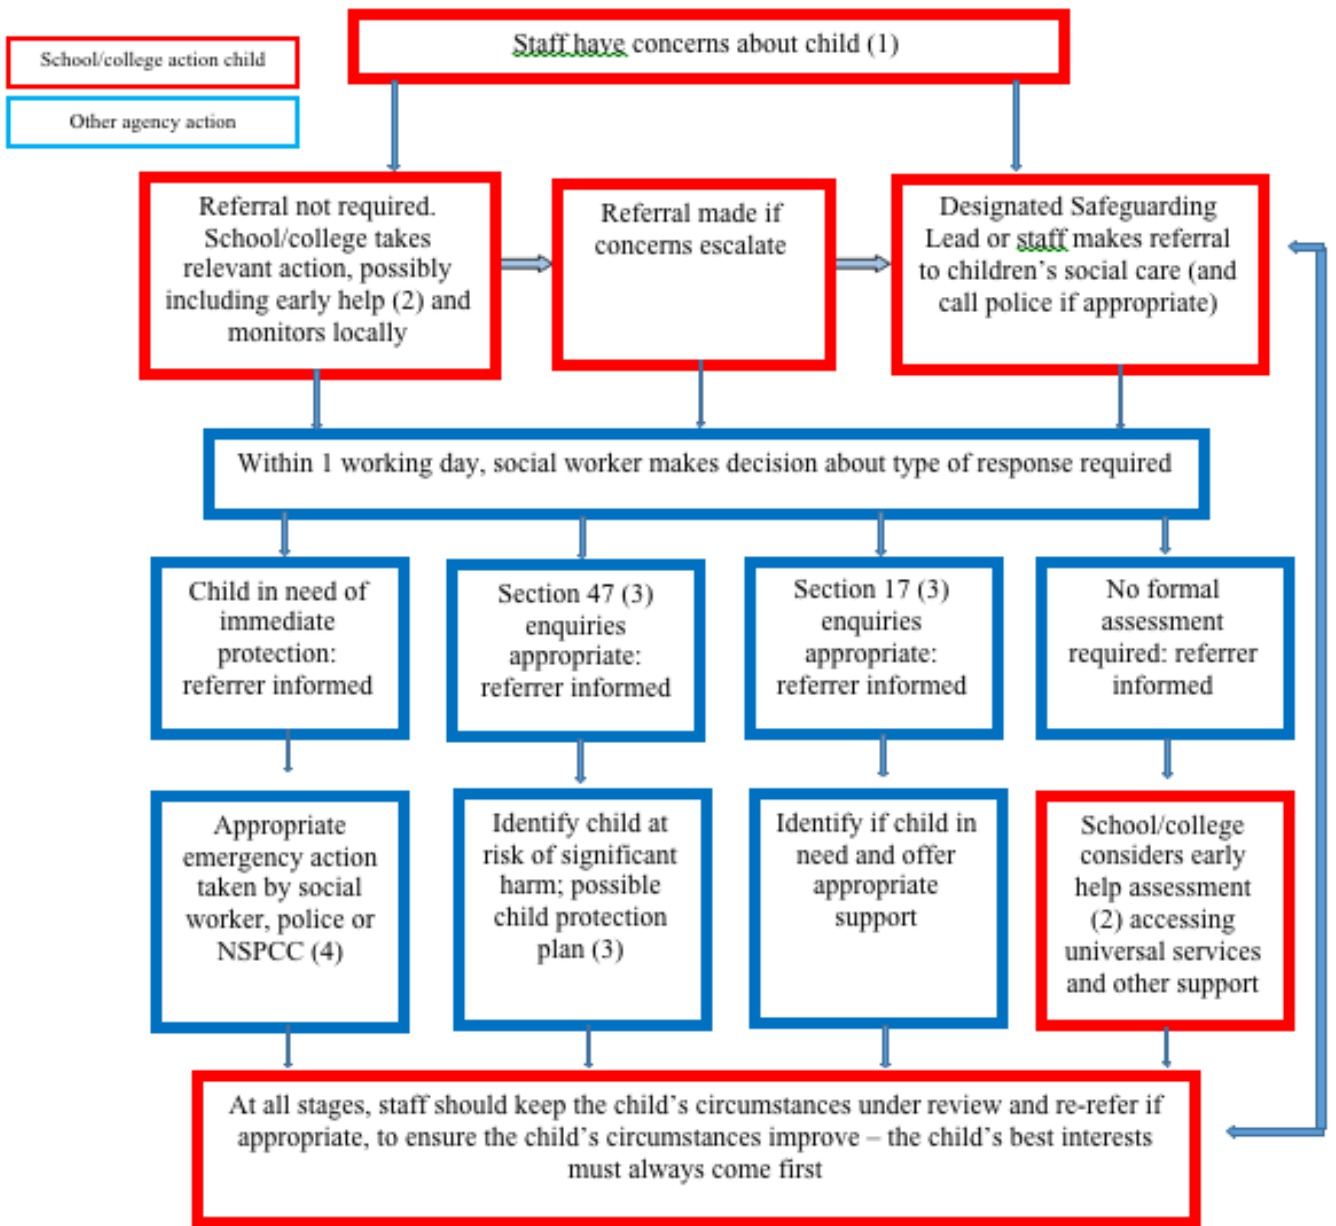 Staff have concerns about child (1)
School/college action child
Other agency action
Referral not required.
School/college takes
relevant action, possibly
including early help (2) and
monitors locally
Referral made if
concerns escalate
Designated Safeguarding
Lead or staff makes referral
to children's social care (and
call police if appropriate)
Within 1 working day, social worker makes decision about type of response required
Child in need of
immediate
protection:
referrer informed
Section 47 (3)
enquiries
appropriate:
referrer informed
Section 17 (3)
enquiries
appropriate:
referrer informed
No formal
assessment
required: referrer
informed
Appropriate
emergency action
taken by social
worker, police or
NSPCC (4)
Identify child at
risk of significant
harm; possible
child protection
plan (3)
Identify if child in
need and offer
appropriate
support
School/college
considers early
help assessment
(2) accessing
universal services
and other support
At all stages, staff should keep the child's circumstances under review and re-refer if
appropriate, to ensure the child's circumstances improve – the child's best interests
must always come first